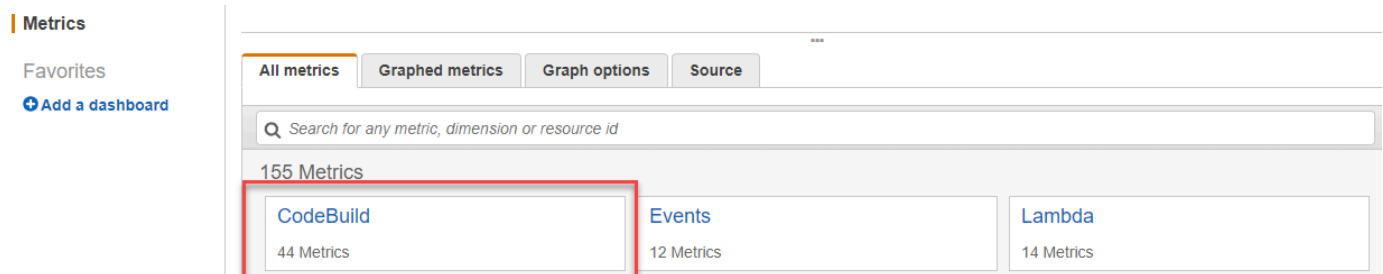 Metrics
Favorites
Add a dashboard
All metrics Graphed metrics Graph options Source
Search for any metric, dimension or resource id
155 Metrics
CodeBuild Events Lambda
44 Metrics 12 Metrics 14 Metrics